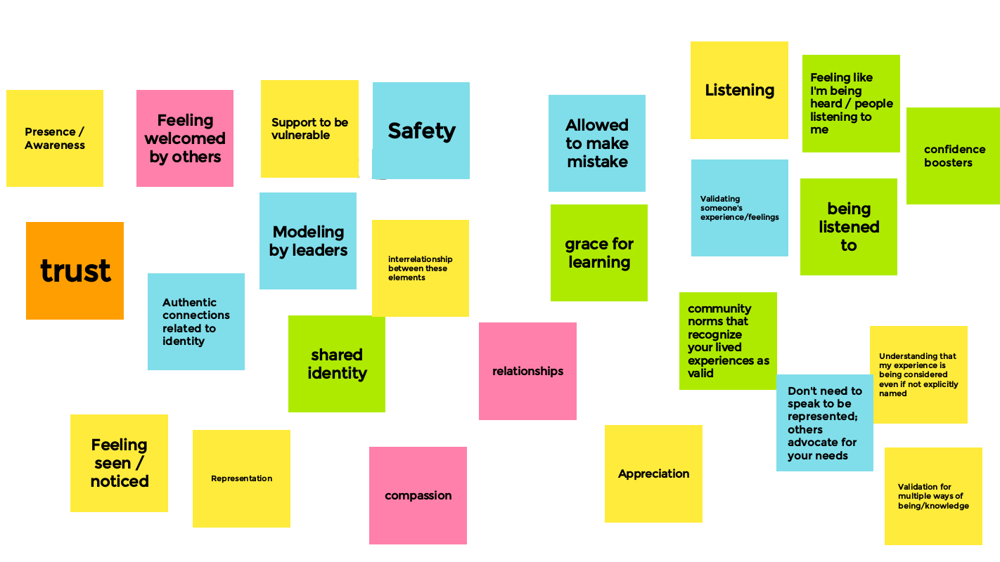 Presence /
Awareness
Feeling
welcomed
by others
Support to be
vulnerable
Safety
Allowed
to make
mistake
Listening
Feeling like
I'm being
heard / people
listening to
me
confidence
boosters
trust
Authentic
connections
related to
identity
Modeling
by leaders
interrelationship
between these
elements
shared
identity
grace for
learning
Validating
someone's
experience/feelings
being
listened
to
relationships
community
norms that
recognize
your lived
experiences as
valid
Understanding that
my experience is
being considered
even if not explicitly
named
Don't need to
speak to be
represented;
others
advocate for
your needs
Feeling
seen /
noticed
Representation
compassion
Appreciation
Validation for
multiple ways of
being/knowledge